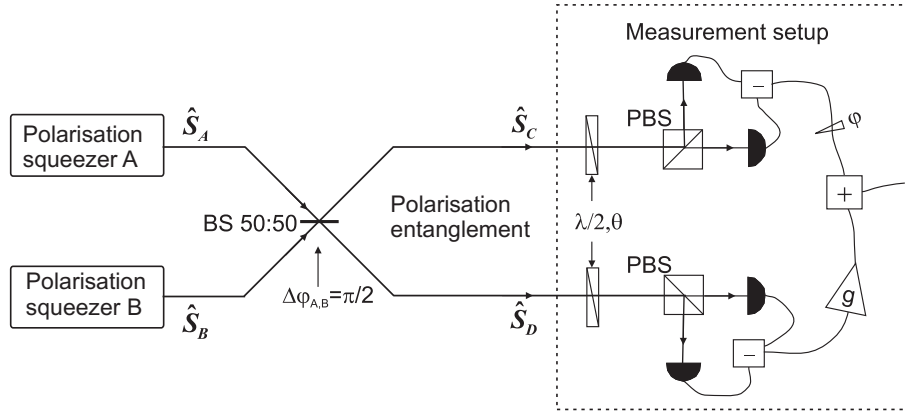 Measurement setup
Polarisation
squeezer A
Ŝ_A
Ŝ_C
PBS
−
φ
BS 50:50
Polarisation
entanglement
λ/2,θ
+
Polarisation
squeezer B
Ŝ_B
Δφ_A,B=π/2
Ŝ_D
PBS
g
−